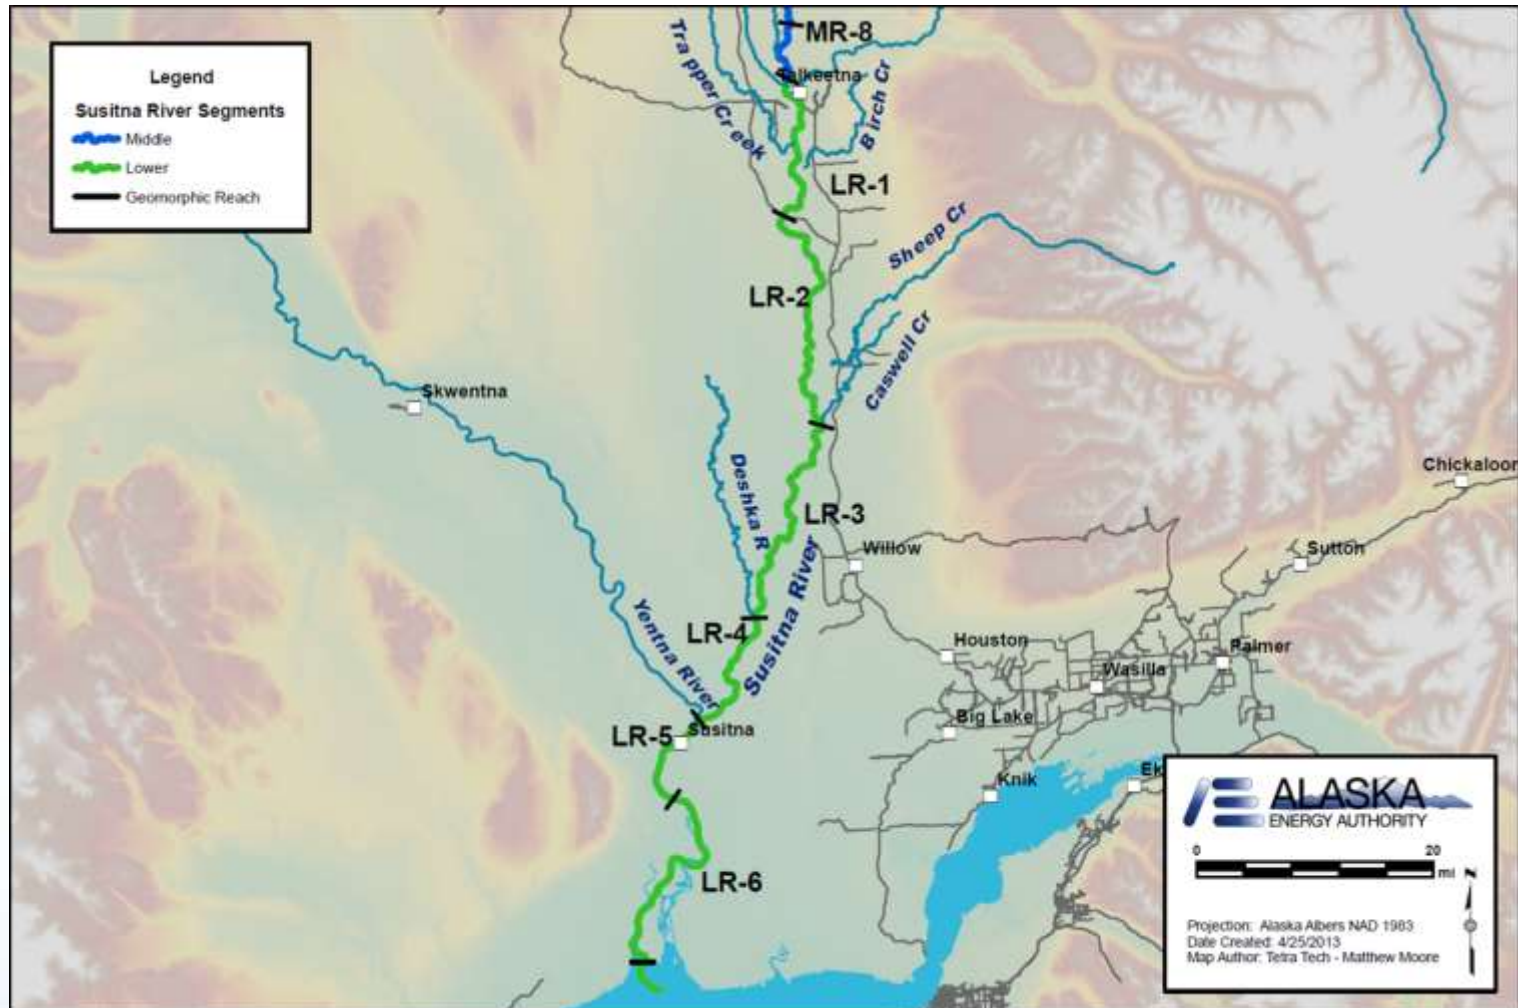 Legend
Susitna River Segments
Middle
Lower
Geomorphic Reach
MR-8
Talkeetna
Trapper Creek
Birch Cr
LR-1
Sheep Cr
LR-2
Caswell Cr
Skwentna
Deshka R
Chickaloon
LR-3
Willow
Sutton
Susitna River
Yentna River
LR-4
Houston
Palmer
Wasilla
Big Lake
LR-5
Susitna
Knik
Ek
LR-6
ALASKA
ENERGY AUTHORITY
0 20
mi
N
Projection: Alaska Albers NAD 1983
Date Created: 4/25/2013
Map Author: Tetra Tech - Matthew Moore